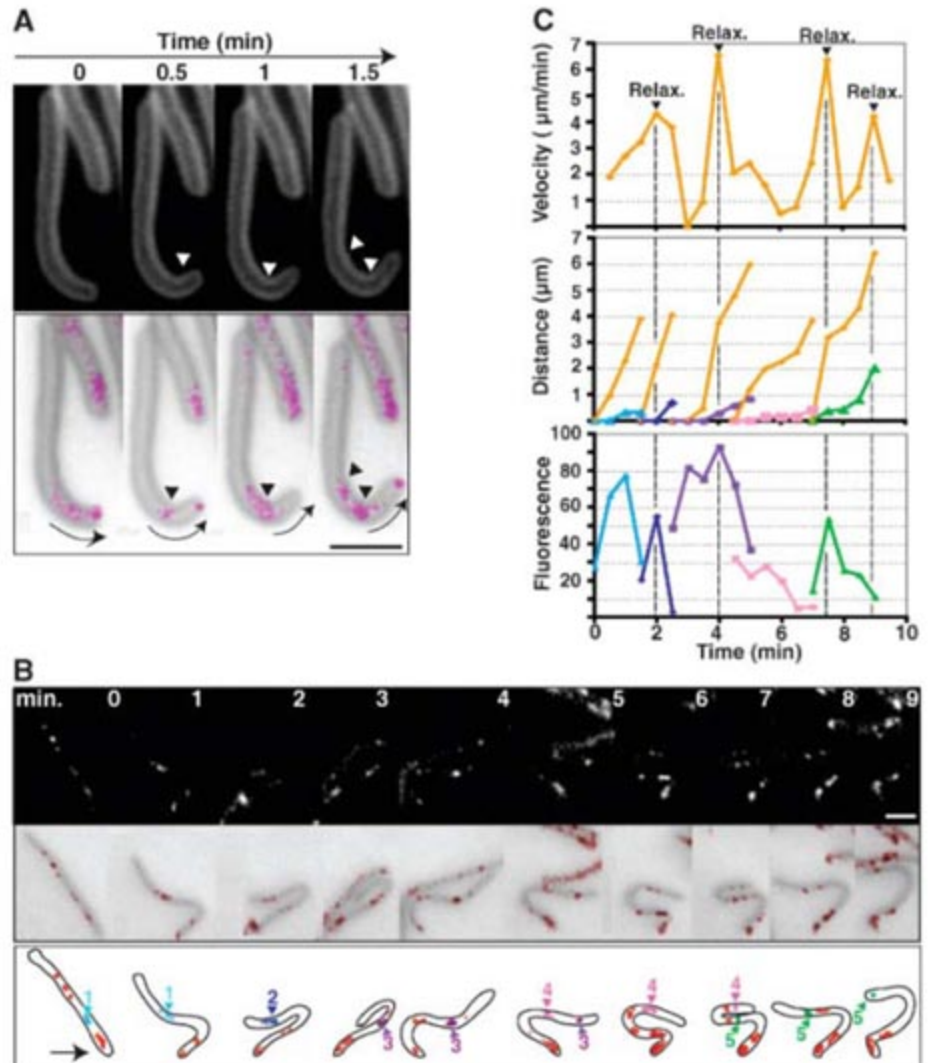 A
Time (min)
0 0.5 1 1.5
C
Relax.
Relax.
Relax.
Relax.
Velocity ( μm/min)
7
6
5
4
3
2
1
Distance (μm)
7
6
5
4
3
2
1
Fluorescence
100
80
60
40
20
0 2 4 6 8 10
Time (min)
B
min. 0 1 2 3 4 5 6 7 8 9
1 1 2 3 3 4 3 4 5 4 5 5 5